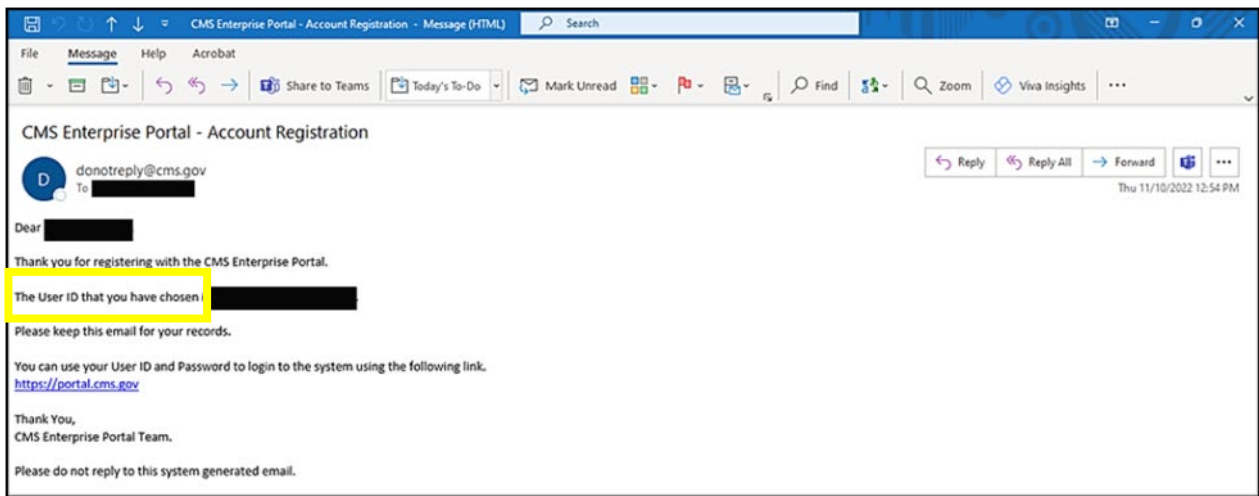 CMS Enterprise Portal - Account Registration - Message (HTML)
Search
File Message Help Acrobat
Share to Teams Today's To-Do Mark Unread Find Zoom Viva Insights
CMS Enterprise Portal - Account Registration
D
donotreply@cms.gov
To
Reply Reply All Forward
Thu 11/10/2022 12:54 PM
Dear
Thank you for registering with the CMS Enterprise Portal.
The User ID that you have chosen
Please keep this email for your records.
You can use your User ID and Password to login to the system using the following link.
https://portal.cms.gov
Thank You,
CMS Enterprise Portal Team.
Please do not reply to this system generated email.